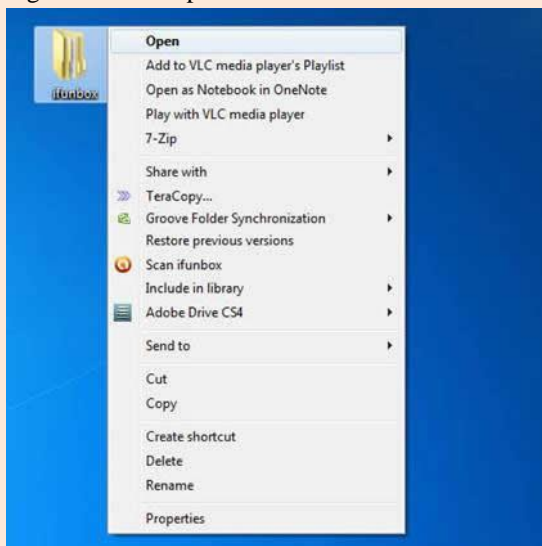 ifunbox
Open
Add to VLC media player's Playlist
Open as Notebook in OneNote
Play with VLC media player
7-Zip
Share with
TeraCopy...
Groove Folder Synchronization
Restore previous versions
Scan ifunbox
Include in library
Adobe Drive CS4
Send to
Cut
Copy
Create shortcut
Delete
Rename
Properties